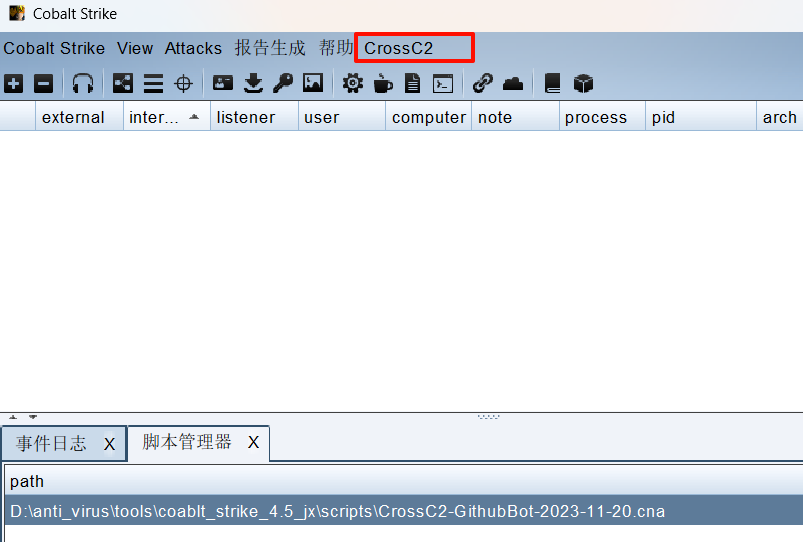 Cobalt Strike
Cobalt Strike View Attacks 报告生成 帮助 CrossC2
external inter... listener user computer note process pid arch
事件日志 X 脚本管理器 X
path
D:\anti_virus\tools\coablt_strike_4.5_jx\scripts\CrossC2-GithubBot-2023-11-20.cna